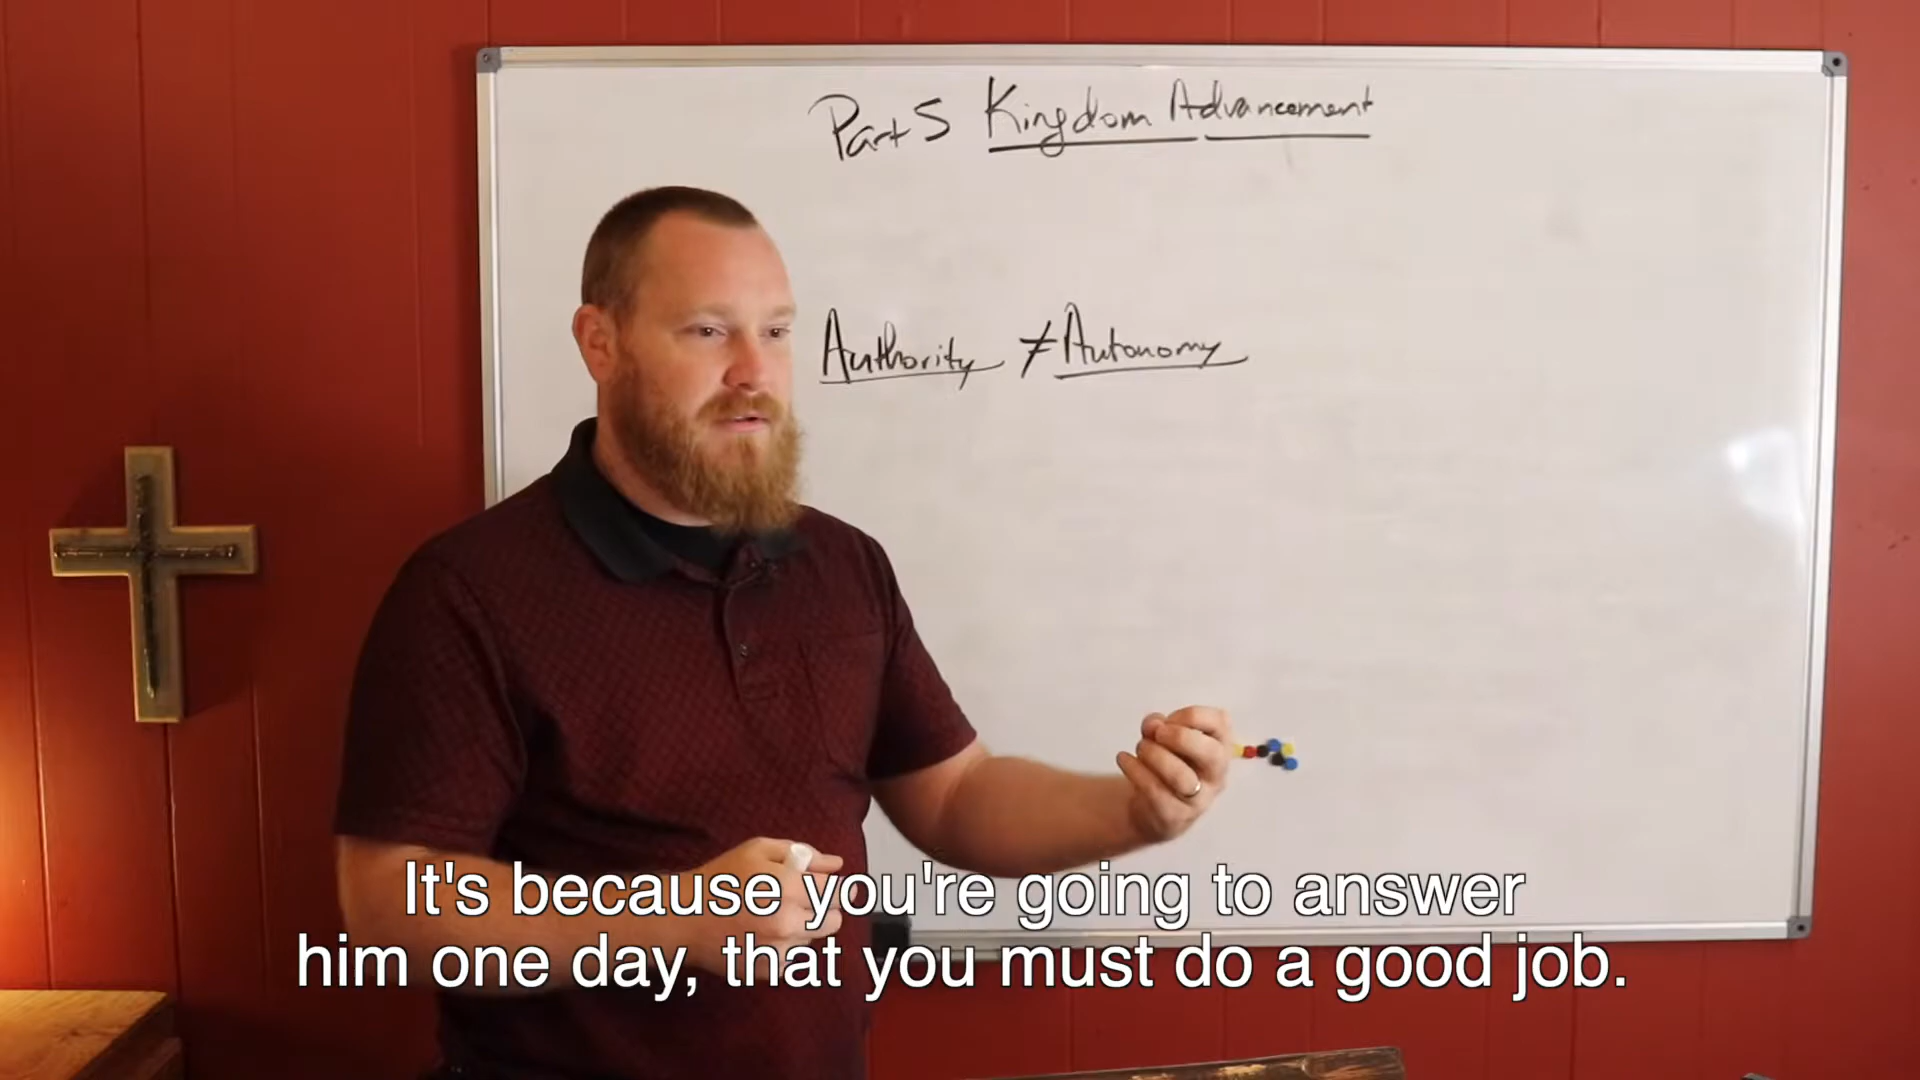 Part 5 Kingdom Advancement
Authority ≠ Autonomy
It's because you're going to answer
him one day, that you must do a good job.